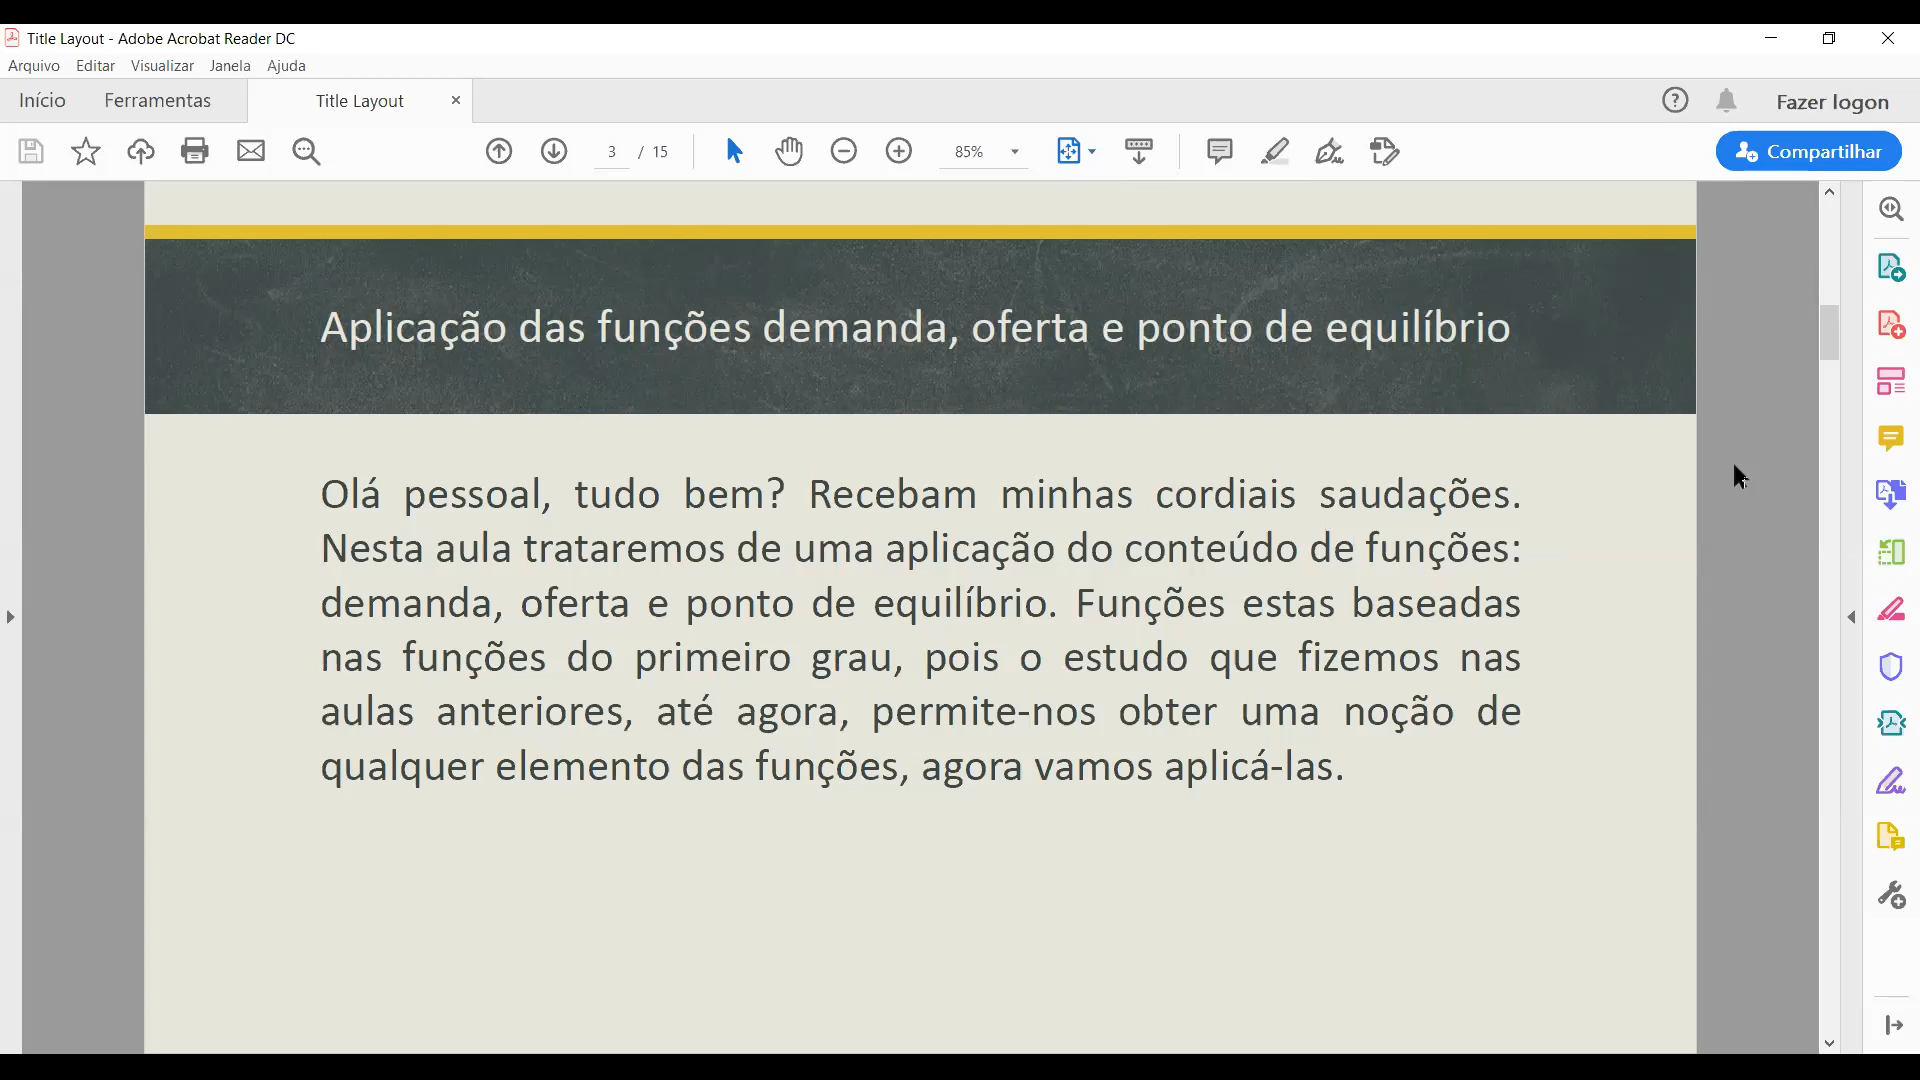 Title Layout - Adobe Acrobat Reader DC
Arquivo Editar Visualizar Janela Ajuda
Início Ferramentas Title Layout × Fazer logon
3 / 15 85% Compartilhar
Aplicação das funções demanda, oferta e ponto de equilíbrio
Olá pessoal, tudo bem? Recebam minhas cordiais saudações.
Nesta aula trataremos de uma aplicação do conteúdo de funções:
demanda, oferta e ponto de equilíbrio. Funções estas baseadas
nas funções do primeiro grau, pois o estudo que fizemos nas
aulas anteriores, até agora, permite-nos obter uma noção de
qualquer elemento das funções, agora vamos aplicá-las.